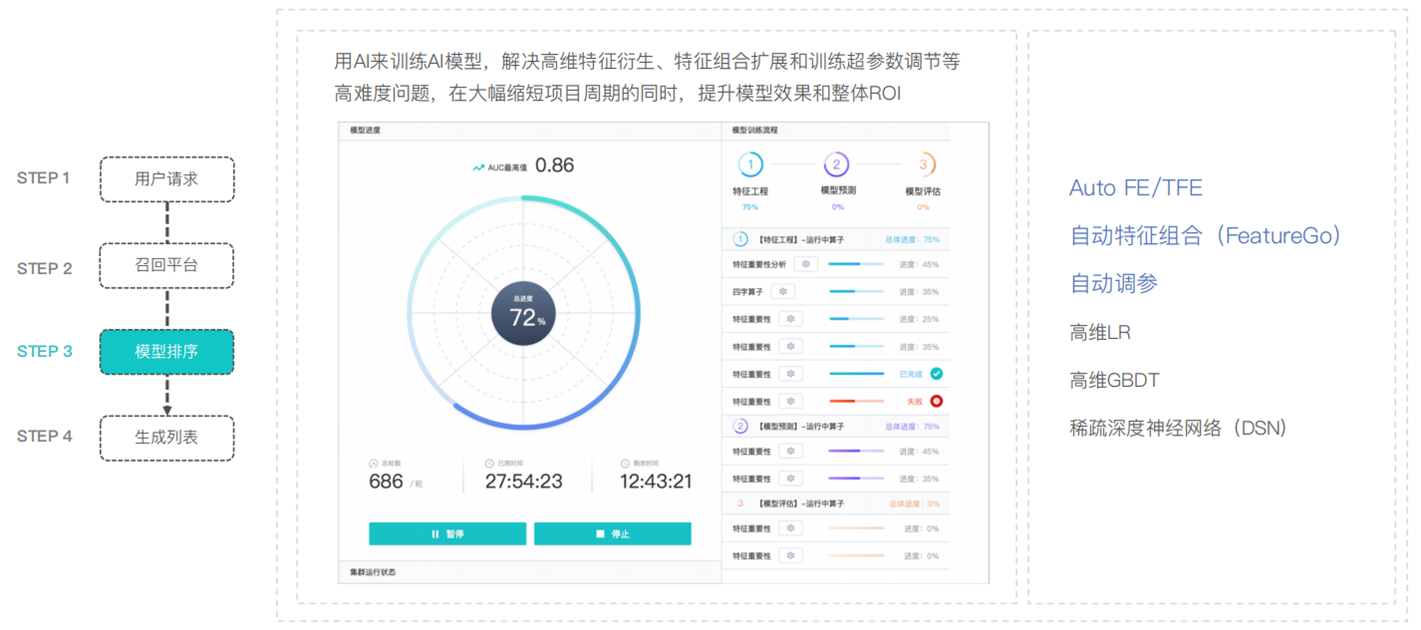 STEP 1
用户请求
STEP 2
召回平台
STEP 3
模型排序
STEP 4
生成列表
用AI来训练AI模型，解决高维特征衍生、特征组合扩展和训练超参数调节等
高难度问题，在大幅缩短项目周期的同时，提升模型效果和整体ROI
模型进度
AUC最高值 0.86
总进度
72%
总轮数
686 /轮
已用时间
27:54:23
剩余时间
12:43:21
暂停
停止
集群运行状态
模型训练流程
1
2
3
特征工程
模型预测
模型评估
75%
0%
0%
1 【特征工程】-运行中算子 总体进度：75%
特征重要性分析 进度：45%
四字算子 进度：35%
特征重要性 进度：25%
特征重要性 进度：35%
特征重要性 已完成
特征重要性 失败
2 【模型预测】-运行中算子 总体进度：75%
特征重要性 进度：45%
特征重要性 进度：35%
3 【模型评估】-运行中算子 总体进度：0%
特征重要性 进度：0%
特征重要性 进度：0%
Auto FE/TFE
自动特征组合（FeatureGo）
自动调参
高维LR
高维GBDT
稀疏深度神经网络（DSN）